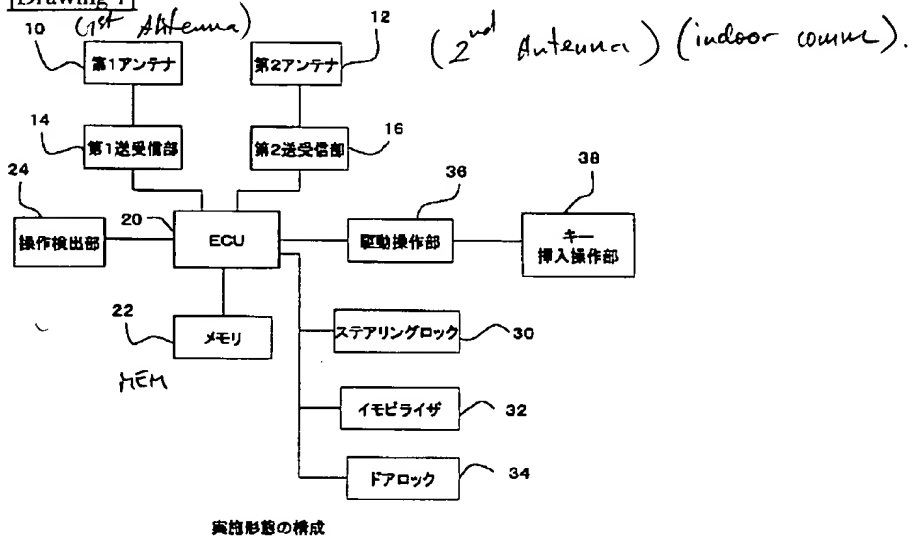 Drawing 1
(1st Antenna)
(2nd Antenna) (indoor comm).
10
12
第1アンテナ
第2アンテナ
14
16
第1送受信部
第2送受信部
24
36
38
操作検出部
20
ECU
駆動操作部
キー
挿入操作部
22
メモリ
MEM
ステアリングロック
30
イモビライザ
32
ドアロック
34
実施形態の構成